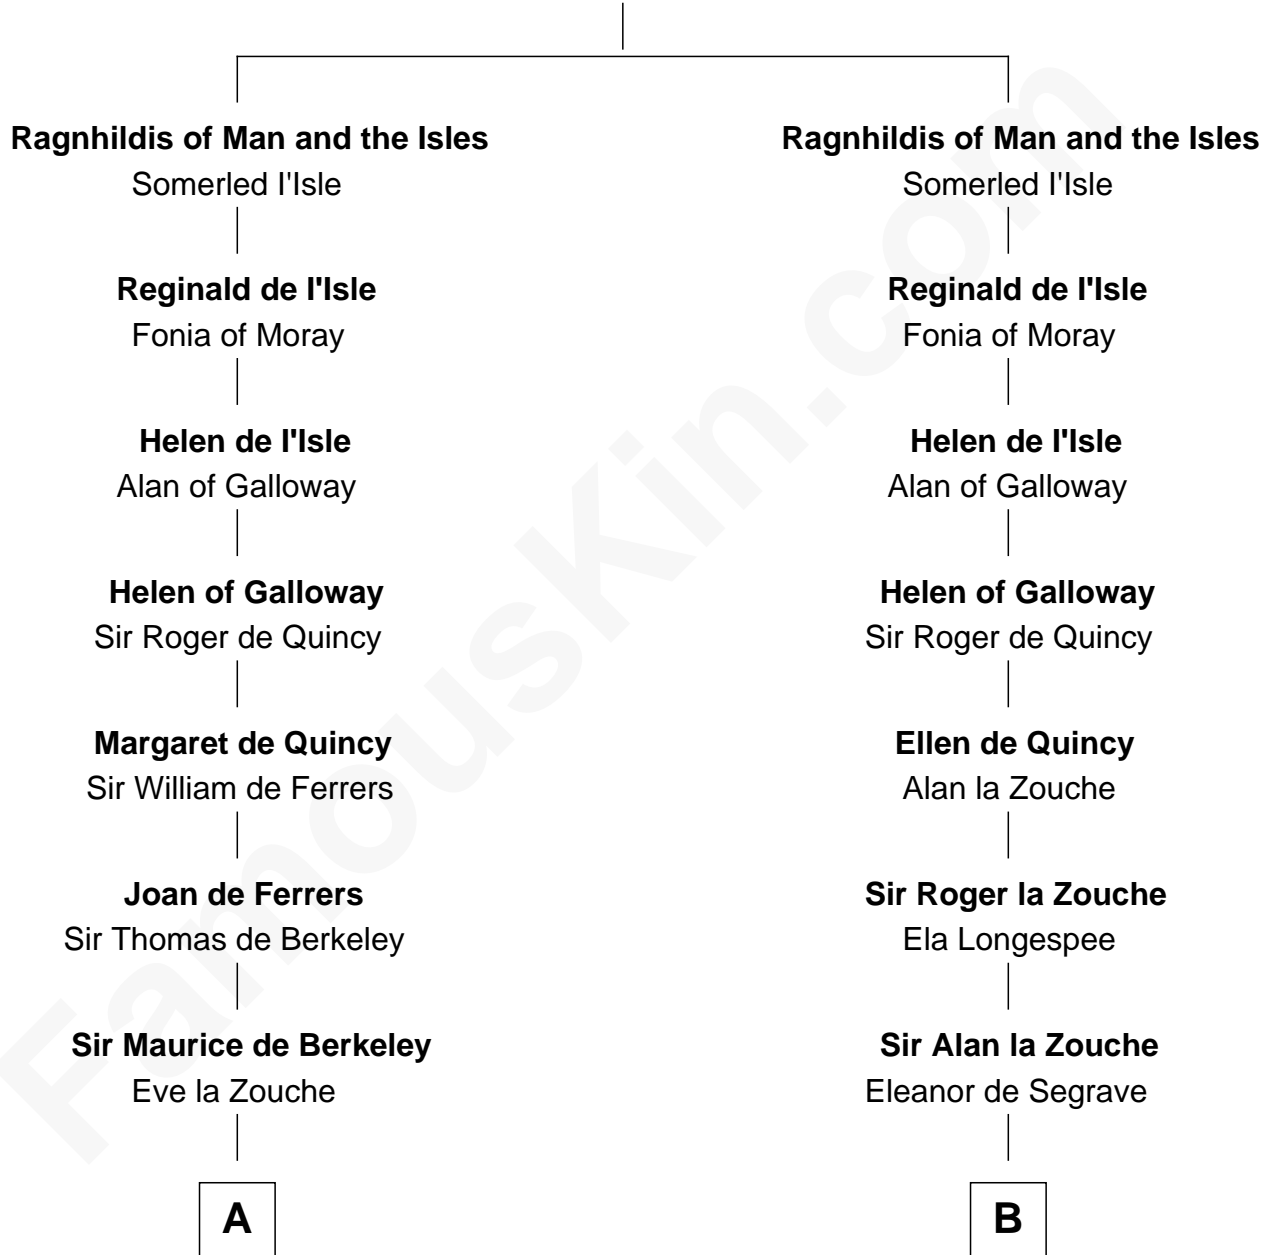 Ragnhildis of Man and the Isles
Somerled I'Isle
Reginald de I'Isle
Fonia of Moray
Helen de I'Isle
Alan of Galloway
Helen of Galloway
Sir Roger de Quincy
Margaret de Quincy
Sir William de Ferrers
Joan de Ferrers
Sir Thomas de Berkeley
Sir Maurice de Berkeley
Eve la Zouche
A
Ragnhildis of Man and the Isles
Somerled I'Isle
Reginald de I'Isle
Fonia of Moray
Helen de I'Isle
Alan of Galloway
Helen of Galloway
Sir Roger de Quincy
Ellen de Quincy
Alan la Zouche
Sir Roger la Zouche
Ela Longespee
Sir Alan la Zouche
Eleanor de Segrave
B
FamousKin.com